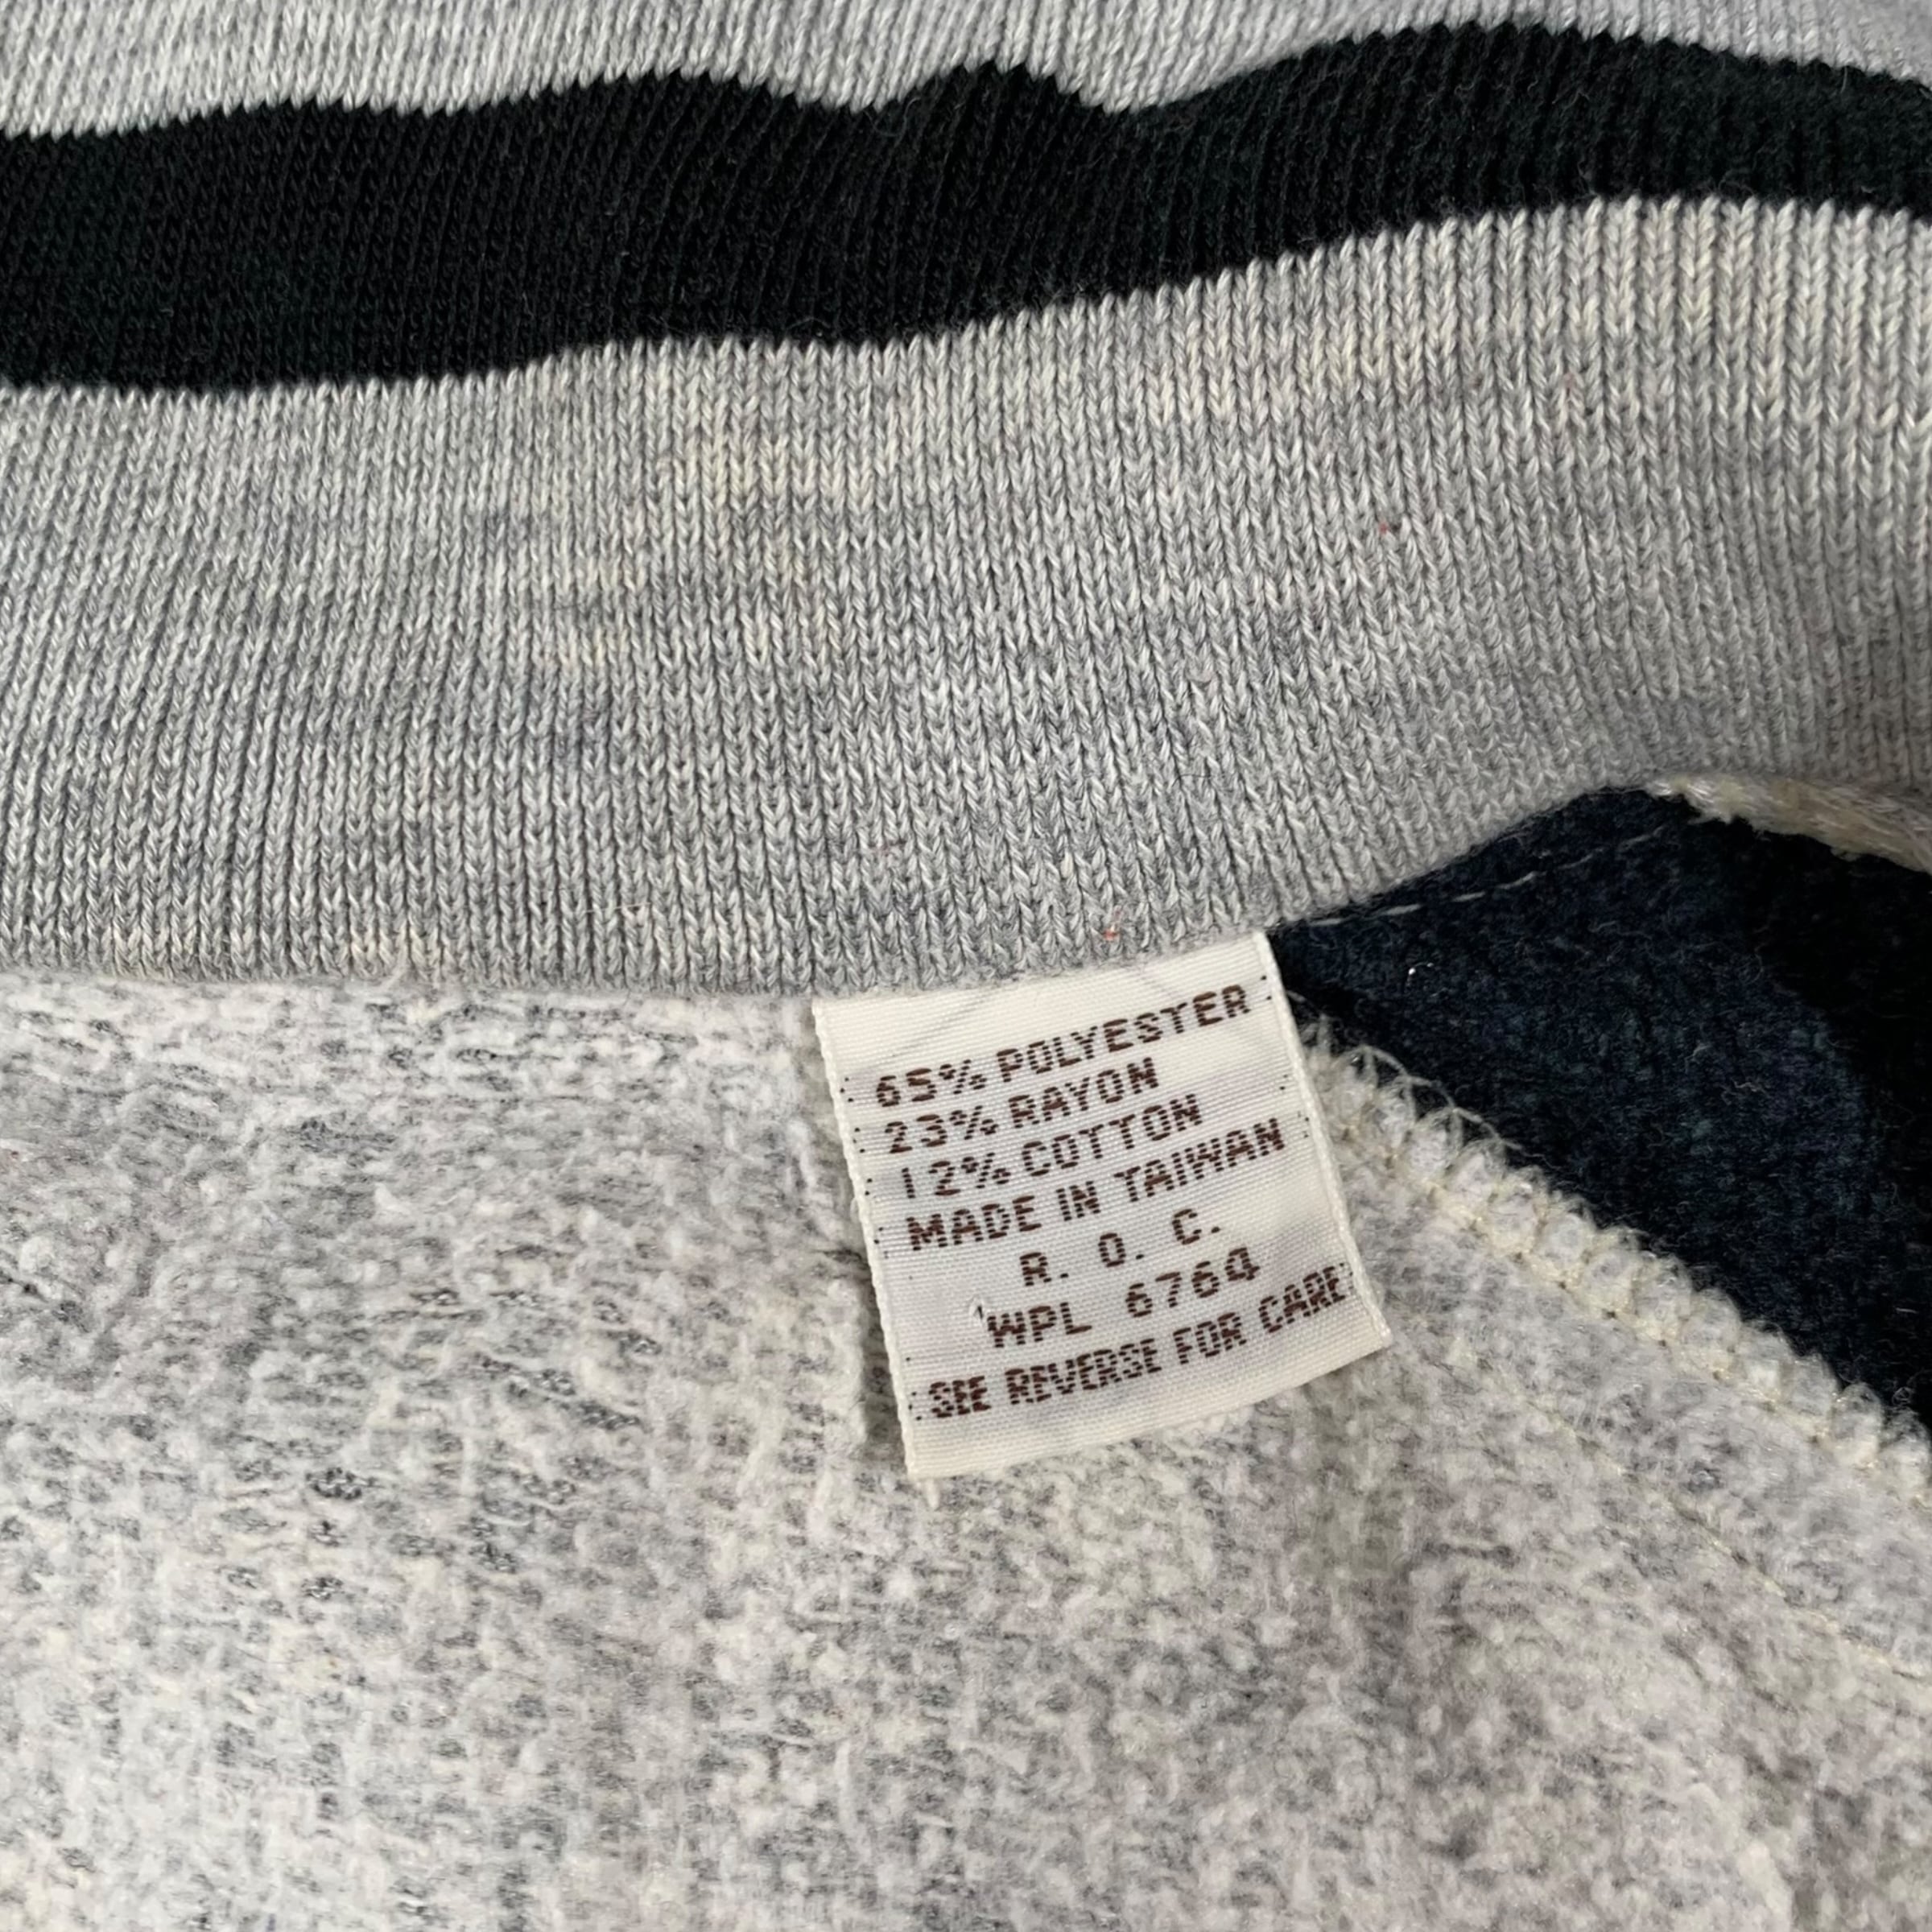 65% POLYESTER
23% RAYON
12% COTTON
MADE IN TAIWAN
R. O. C.
WPL 6764
SEE REVERSE FOR CARE